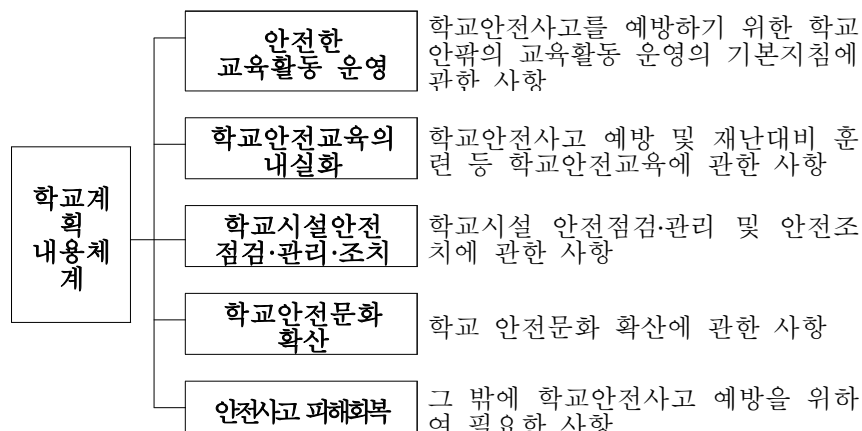 안전한
교육활동 운영
학교안전사고를 예방하기 위한 학교
안팎의 교육활동 운영의 기본지침에
관한 사항
학교안전교육의
내실화
학교안전사고 예방 및 재난대비 훈
련 등 학교안전교육에 관한 사항
학교계
획
내용체
계
학교시설안전
점검·관리·조치
학교시설 안전점검·관리 및 안전조
치에 관한 사항
학교안전문화
확산
학교 안전문화 확산에 관한 사항
안전사고 피해회복
그 밖에 학교안전사고 예방을 위하
여 필요한 사항